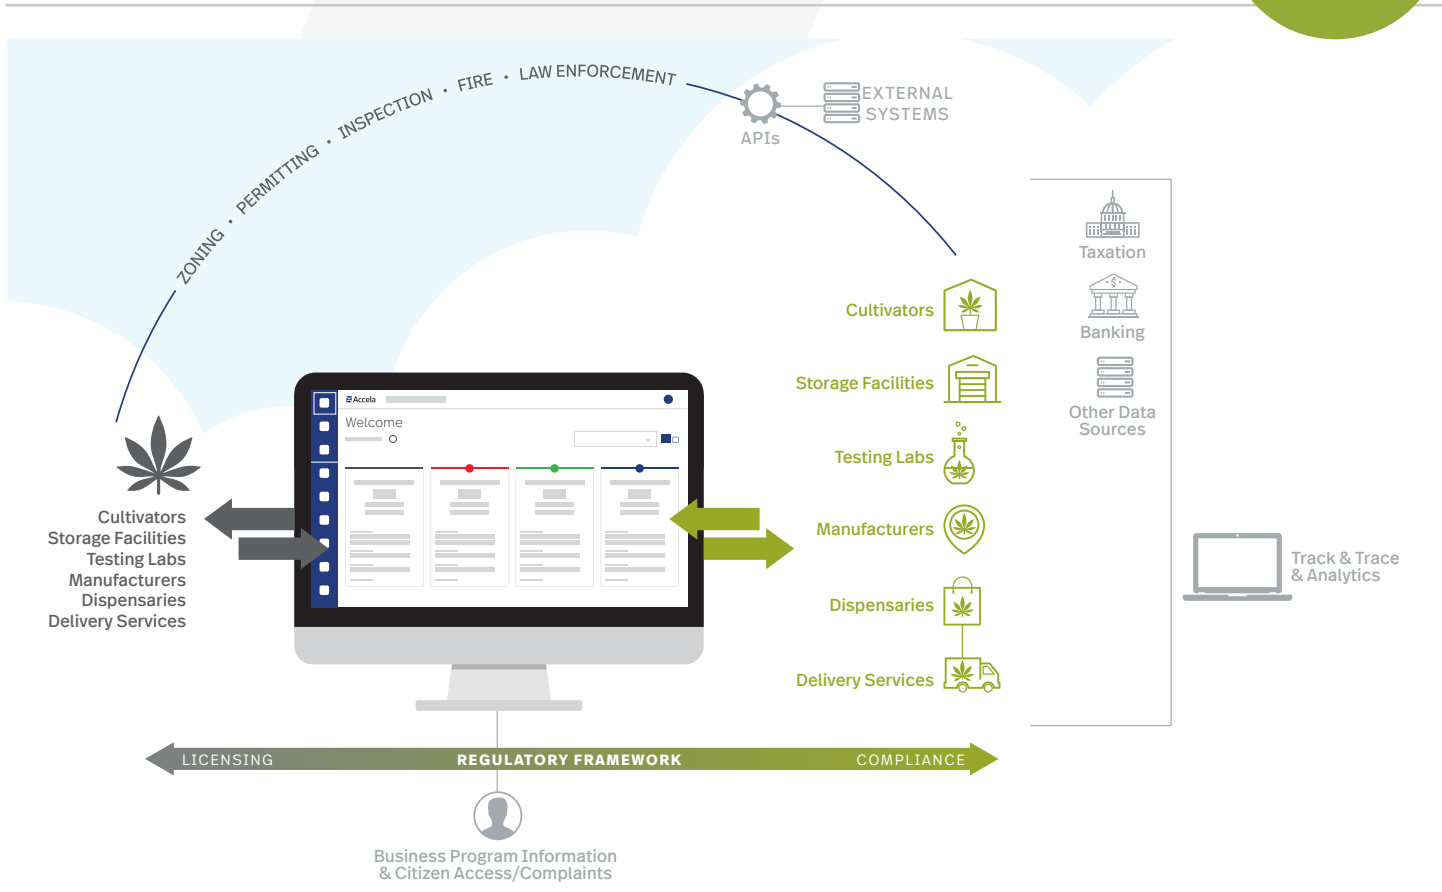 ZONING • PERMITTING • INSPECTION • FIRE • LAW ENFORCEMENT
APIs
EXTERNAL
SYSTEMS
Taxation
Banking
Other Data
Sources
Cultivators
Storage Facilities
Testing Labs
Manufacturers
Dispensaries
Delivery Services
Accela
Welcome
Cultivators
Storage Facilities
Testing Labs
Manufacturers
Dispensaries
Delivery Services
Track & Trace
& Analytics
LICENSING
REGULATORY FRAMEWORK
COMPLIANCE
Business Program Information
& Citizen Access/Complaints